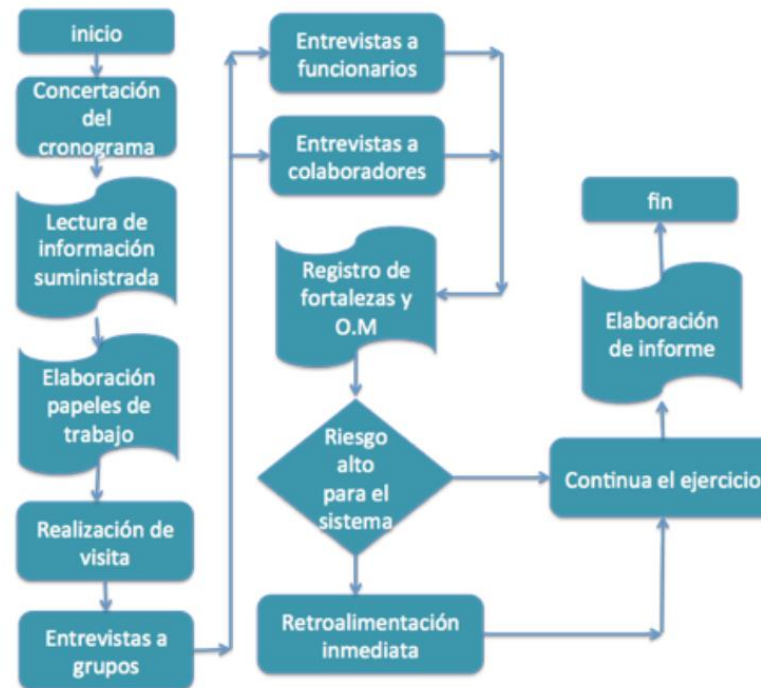 inicio
Concertación
del
cronograma
Lectura de
información
suministrada
Elaboración
papeles de
trabajo
Realización de
visita
Entrevistas a
grupos
Entrevistas a
funcionarios
Entrevistas a
colaboradores
Registro de
fortalezas y
O.M
Riesgo
alto
para el
sistema
Retroalimentación
inmediata
Continua el ejercicio
Elaboración
de informe
fin